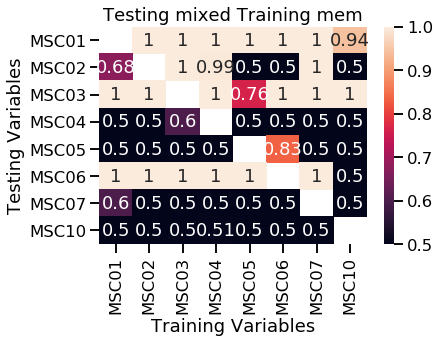 Testing mixed Training mem
MSC01 1 1 1 1 1 1 0.94
MSC02 0.68 1 0.99 0.5 0.5 1 0.5
MSC03 1 1 1 0.76 1 1 1
MSC04 0.5 0.5 0.6 0.5 0.5 0.5 0.5
MSC05 0.5 0.5 0.5 0.5 0.83 0.5 0.5
MSC06 1 1 1 1 1 1 0.5
MSC07 0.6 0.5 0.5 0.5 0.5 0.5 0.5
MSC10 0.5 0.5 0.5 0.51 0.5 0.5 0.5
Testing Variables
MSC01 MSC02 MSC03 MSC04 MSC05 MSC06 MSC07 MSC10
Training Variables
1.0
0.9
0.8
0.7
0.6
0.5